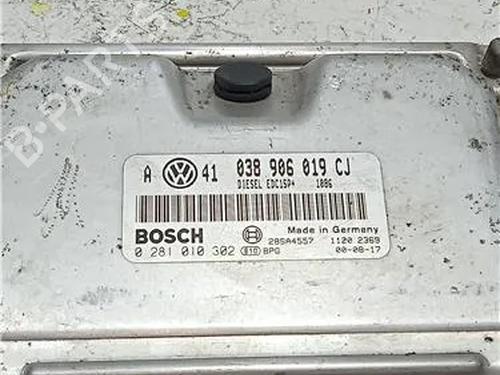 B-PARTS
A 41 038 906 019 CJ
DIESEL EDC15P+ 1086
BOSCH
Made in Germany
28SA4557 1120 2369
0 281 010 302 BPG 00-08-17